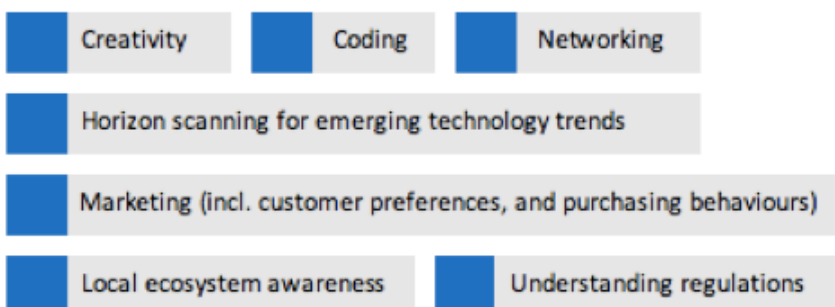 Creativity Coding Networking
Horizon scanning for emerging technology trends
Marketing (incl. customer preferences, and purchasing behaviours)
Local ecosystem awareness Understanding regulations